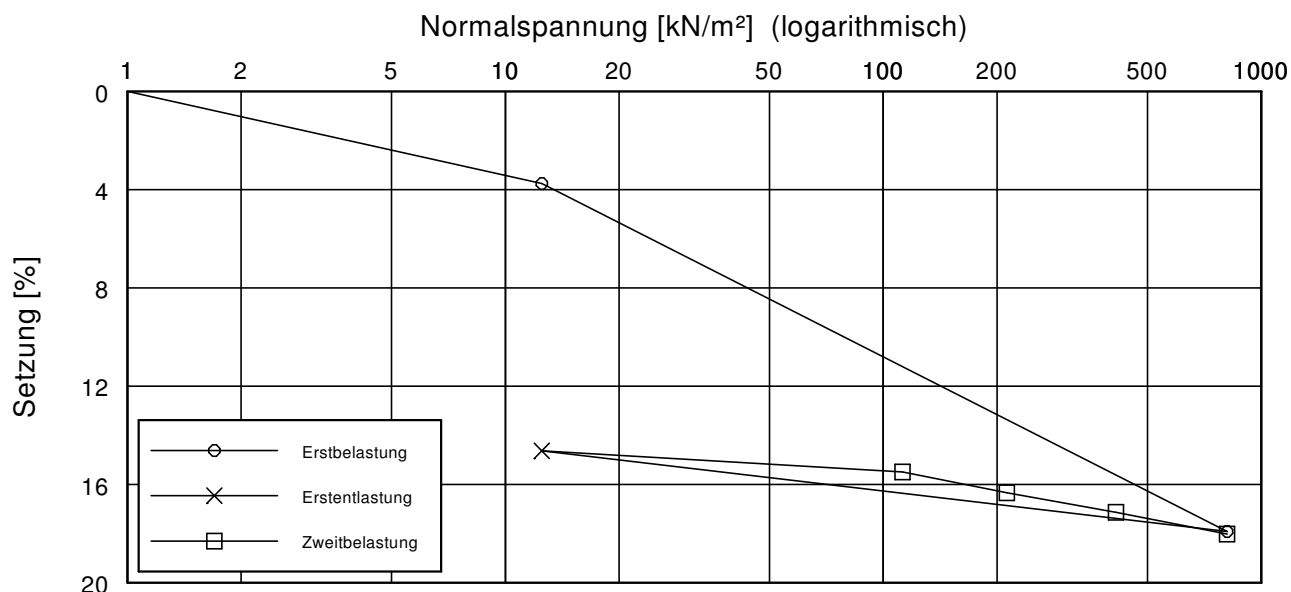 Normalspannung [kN/m²] (logarithmisch)
1 2 5 10 20 50 100 200 500 1000
0
4
8
12
16
20
Setzung [%]
Erstbelastung
Erstentlastung
Zweitbelastung